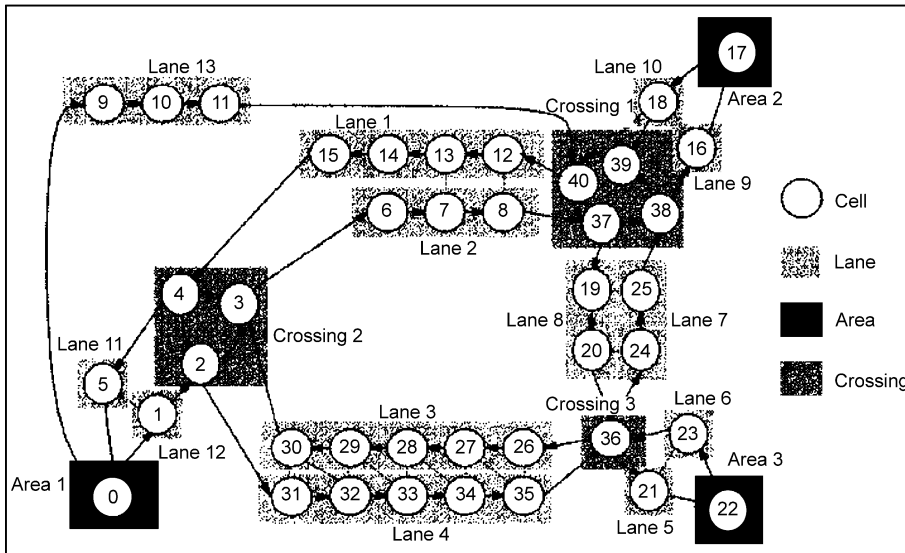 Lane 13
9 10 11
Lane 10
17
18
Area 2
Crossing 1
Lane 1
15 14 13 12
39
16
Lane 9
40
38
37
6 7 8
Lane 2
Cell
Lane
Area
Crossing
4
3
Crossing 2
2
19 25
Lane 8
Lane 7
20 24
Lane 11
5
1
Lane 12
Area 1
0
Lane 3
30 29 28 27 26
31 32 33 34 35
Lane 4
Crossing 3
36
Lane 6
23
Area 3
21
22
Lane 5